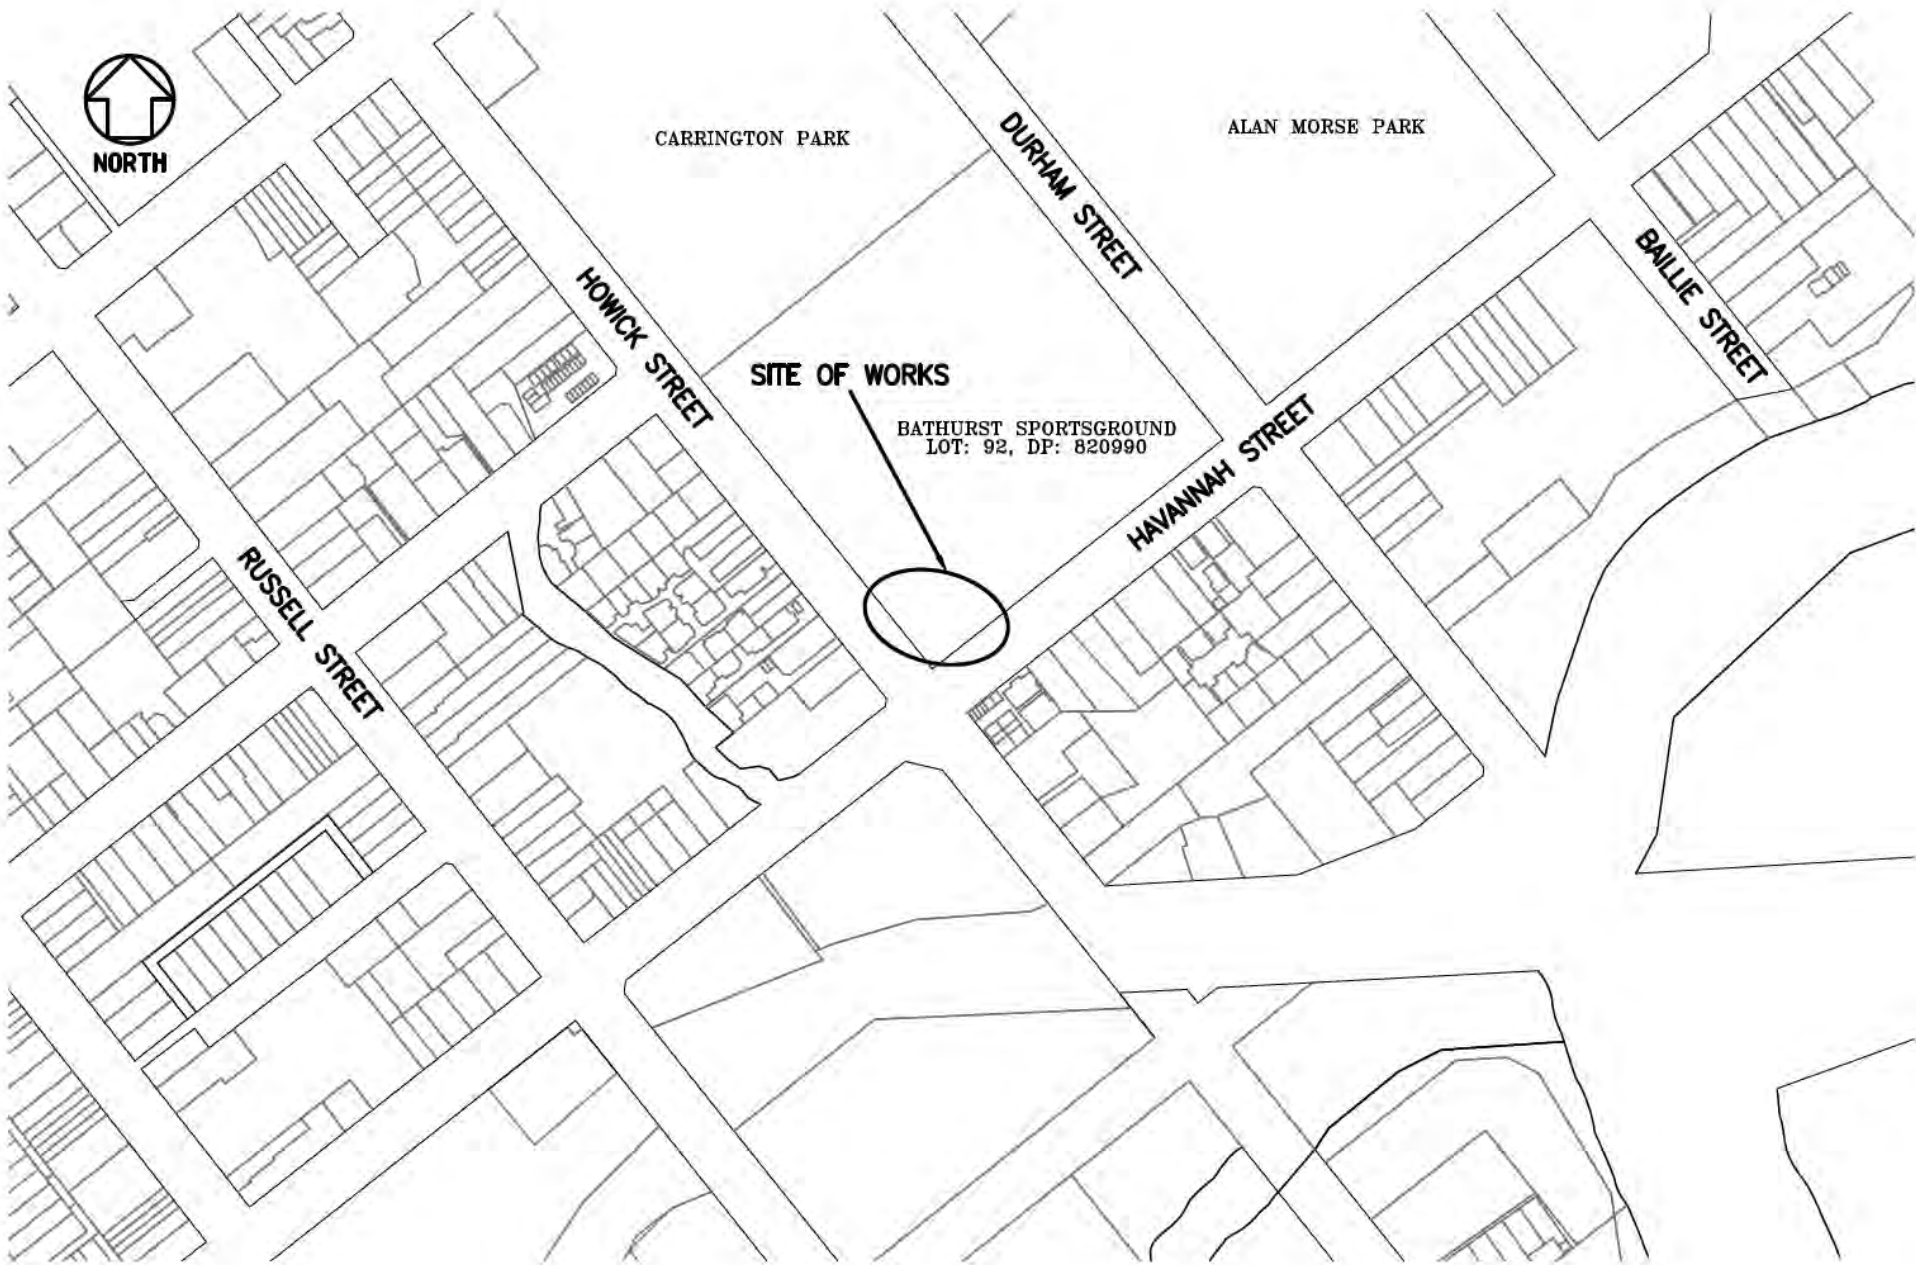 NORTH
CARRINGTON PARK
DURHAM STREET
ALAN MORSE PARK
BAILLIE STREET
HOWICK STREET
SITE OF WORKS
BATHURST SPORTSGROUND
LOT: 92, DP: 820990
HAVANNAH STREET
RUSSELL STREET